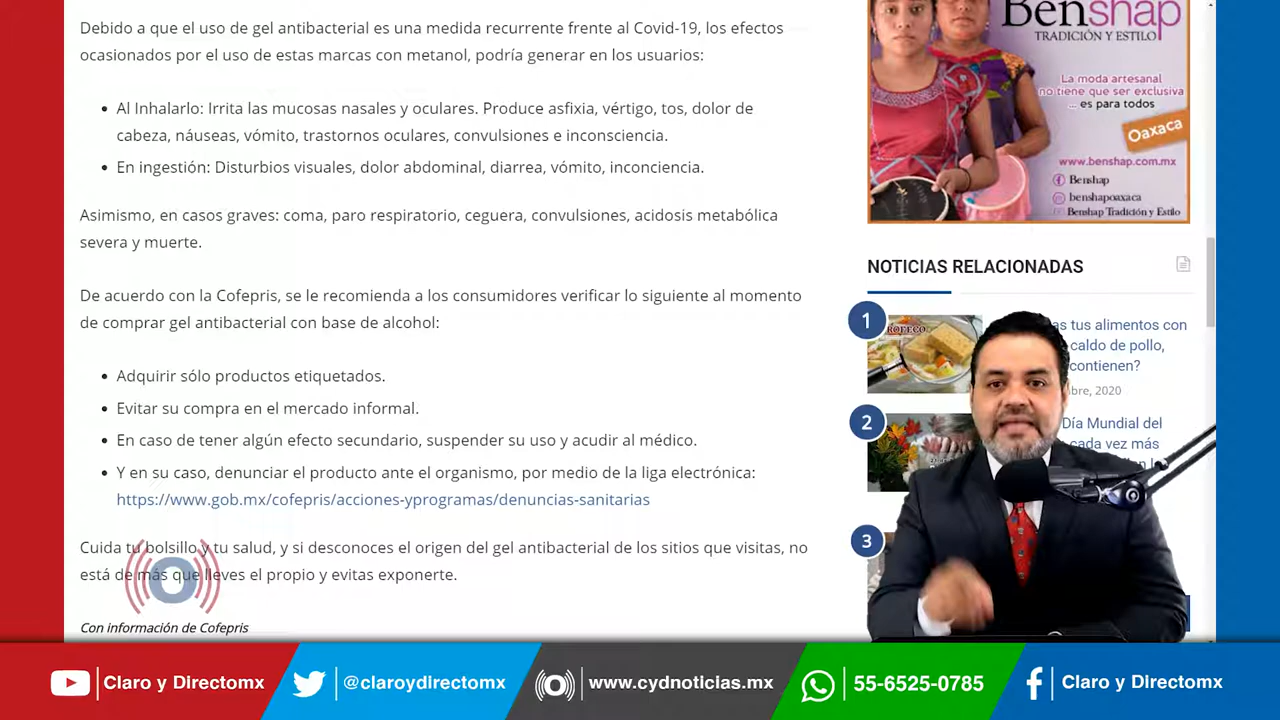 Debido a que el uso de gel antibacterial es una medida recurrente frente al Covid-19, los efectos
ocasionados por el uso de estas marcas con metanol, podría generar en los usuarios:
• Al Inhalarlo: Irrita las mucosas nasales y oculares. Produce asfixia, vértigo, tos, dolor de
cabeza, náuseas, vómito, trastornos oculares, convulsiones e inconsciencia.
• En ingestión: Disturbios visuales, dolor abdominal, diarrea, vómito, inconciencia.
Asimismo, en casos graves: coma, paro respiratorio, ceguera, convulsiones, acidosis metabólica
severa y muerte.
De acuerdo con la Cofepris, se le recomienda a los consumidores verificar lo siguiente al momento
de comprar gel antibacterial con base de alcohol:
• Adquirir sólo productos etiquetados.
• Evitar su compra en el mercado informal.
• En caso de tener algún efecto secundario, suspender su uso y acudir al médico.
• Y en su caso, denunciar el producto ante el organismo, por medio de la liga electrónica:
https://www.gob.mx/cofepris/acciones-yprogramas/denuncias-sanitarias
Cuida tu bolsillo y tu salud, y si desconoces el origen del gel antibacterial de los sitios que visitas, no
está de más que lleves el propio y evitas exponerte.
Con información de Cofepris
Benshap
TRADICIÓN Y ESTILO
La moda artesanal
no tiene que ser exclusiva
... es para todos
Oaxaca
www.benshap.com.mx
Benshap
benshapoaxaca
Benshap Tradición y Estilo
NOTICIAS RELACIONADAS
1
PROFECO
tus alimentos con
caldo de pollo,
contienen?
2020
2
Día Mundial del
cada vez más
3
Claro y Directomx
@claroydirectomx
www.cydnoticias.mx
55-6525-0785
Claro y Directomx